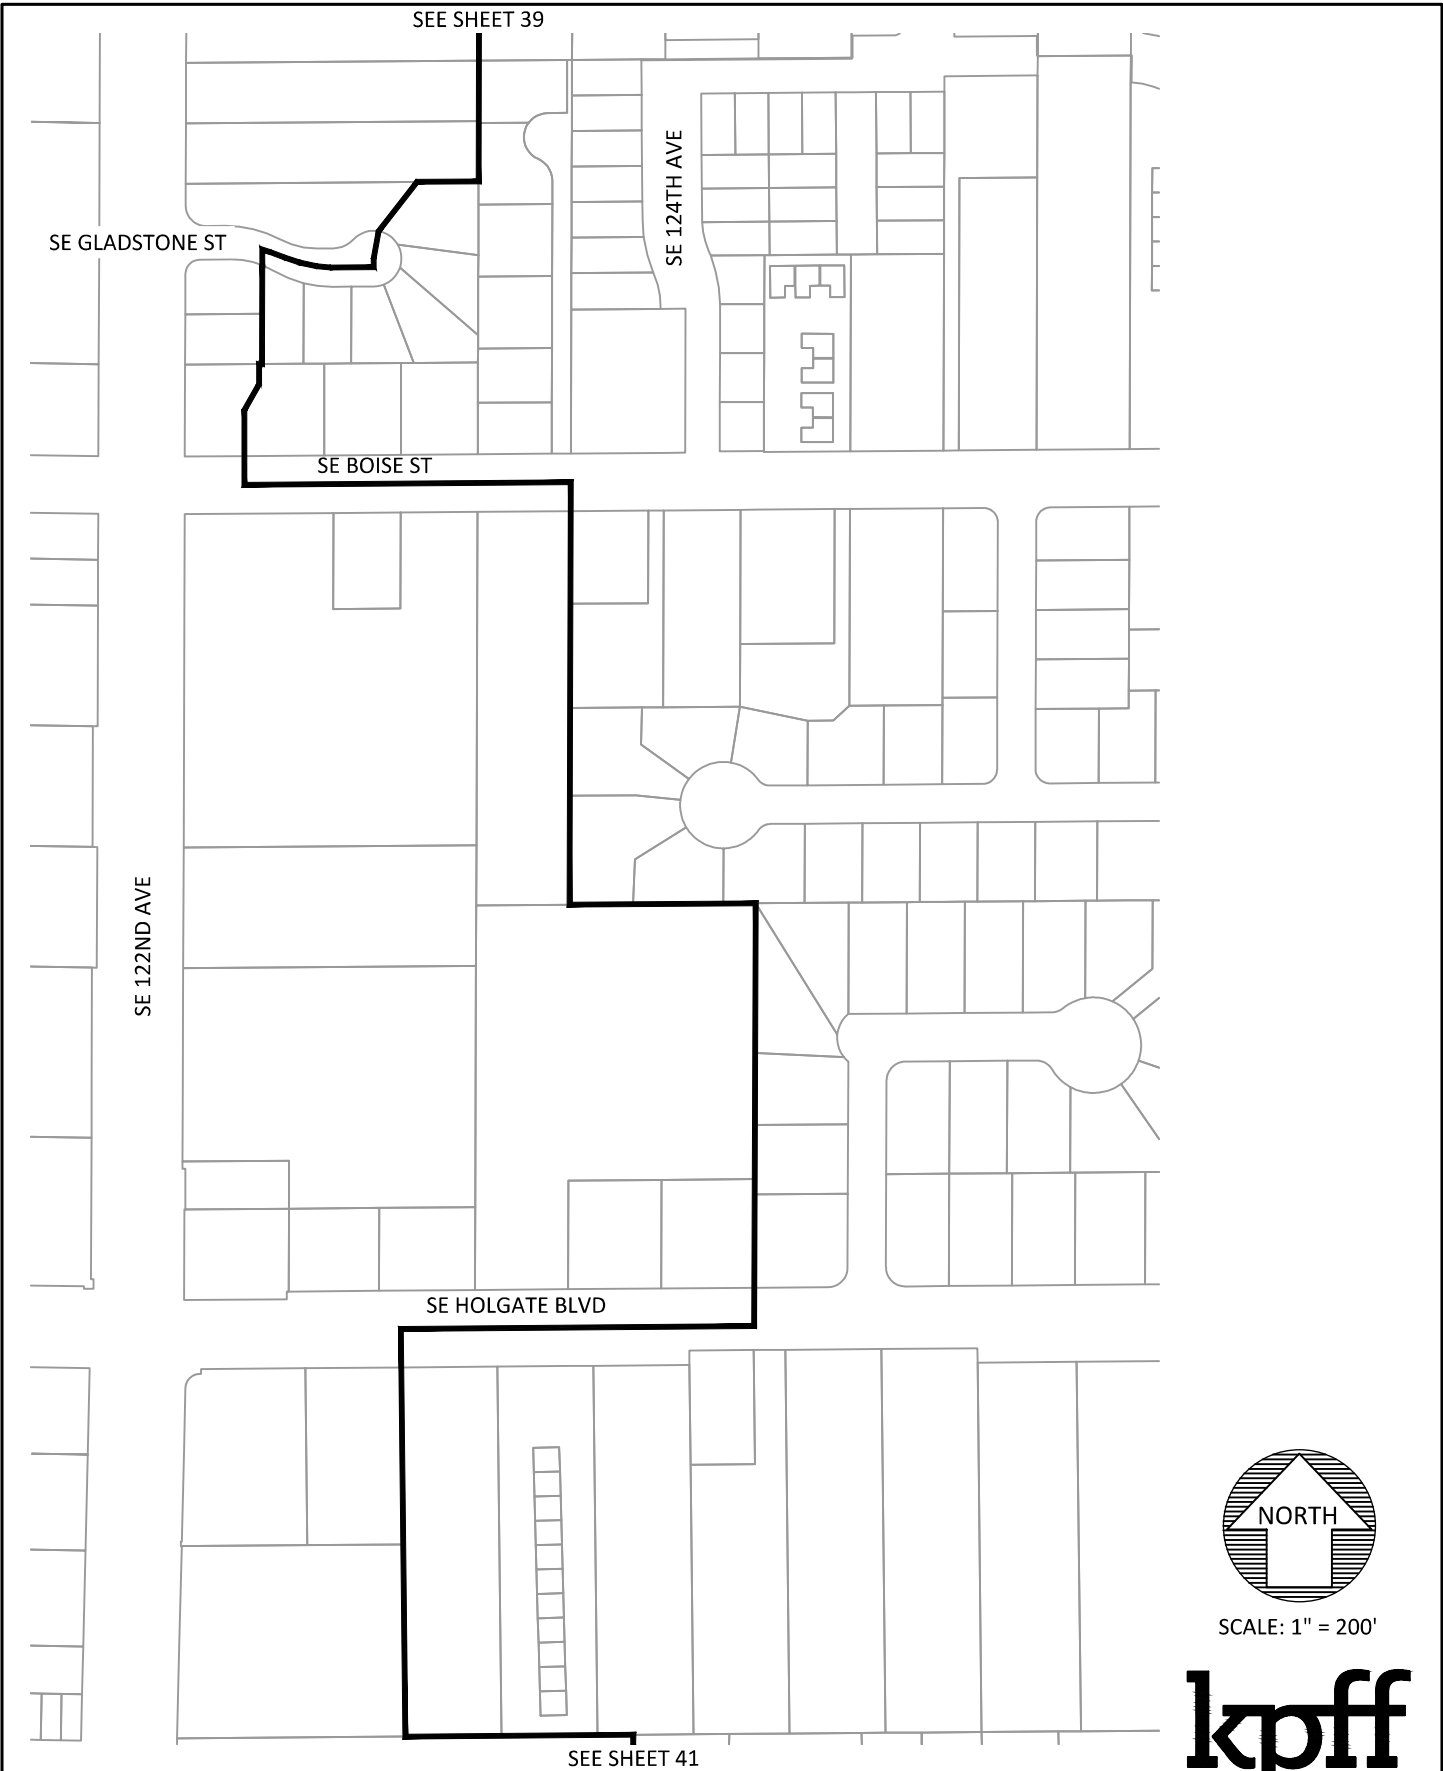 SEE SHEET 39
SE 124TH AVE
SE GLADSTONE ST
SE BOISE ST
SE 122ND AVE
SE HOLGATE BLVD
NORTH
SCALE: 1" = 200'
kpff
SEE SHEET 41